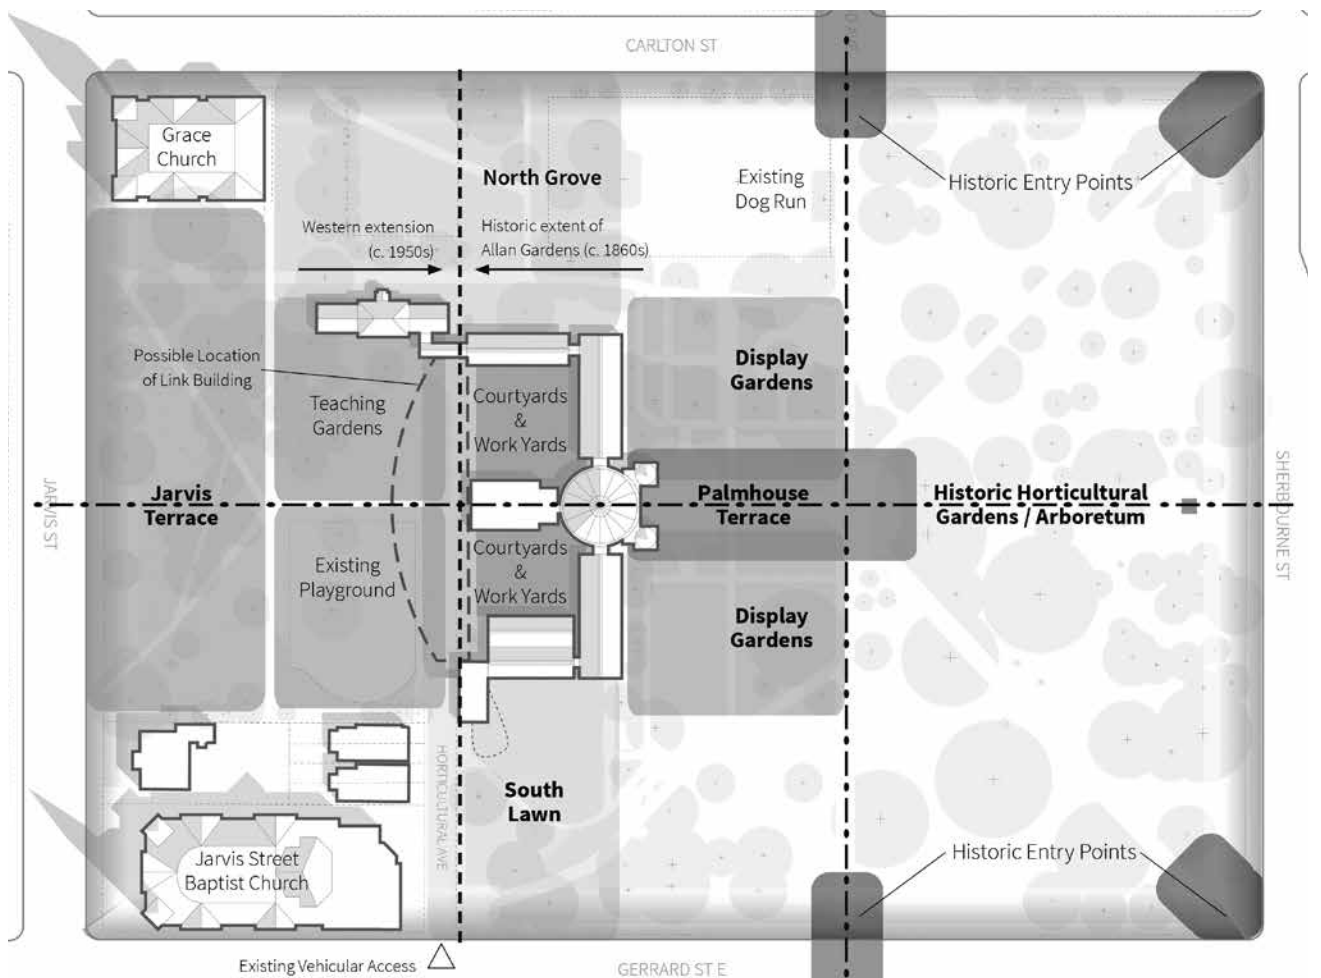 CARLTON ST
Grace
Church
North Grove
Existing
Dog Run
Historic Entry Points
Western extension
(c. 1950s)
Historic extent of
Allan Gardens (c. 1860s)
Possible Location
of Link Building
Teaching
Gardens
Courtyards
&
Work Yards
Display
Gardens
JARVIS ST
Jarvis
Terrace
Palmhouse
Terrace
Historic Horticultural
Gardens / Arboretum
SHERBOURNE ST
Existing
Playground
Courtyards
&
Work Yards
Display
Gardens
HORTICULTURAL AVE
South
Lawn
Jarvis Street
Baptist Church
Historic Entry Points
Existing Vehicular Access
GERRARD ST E